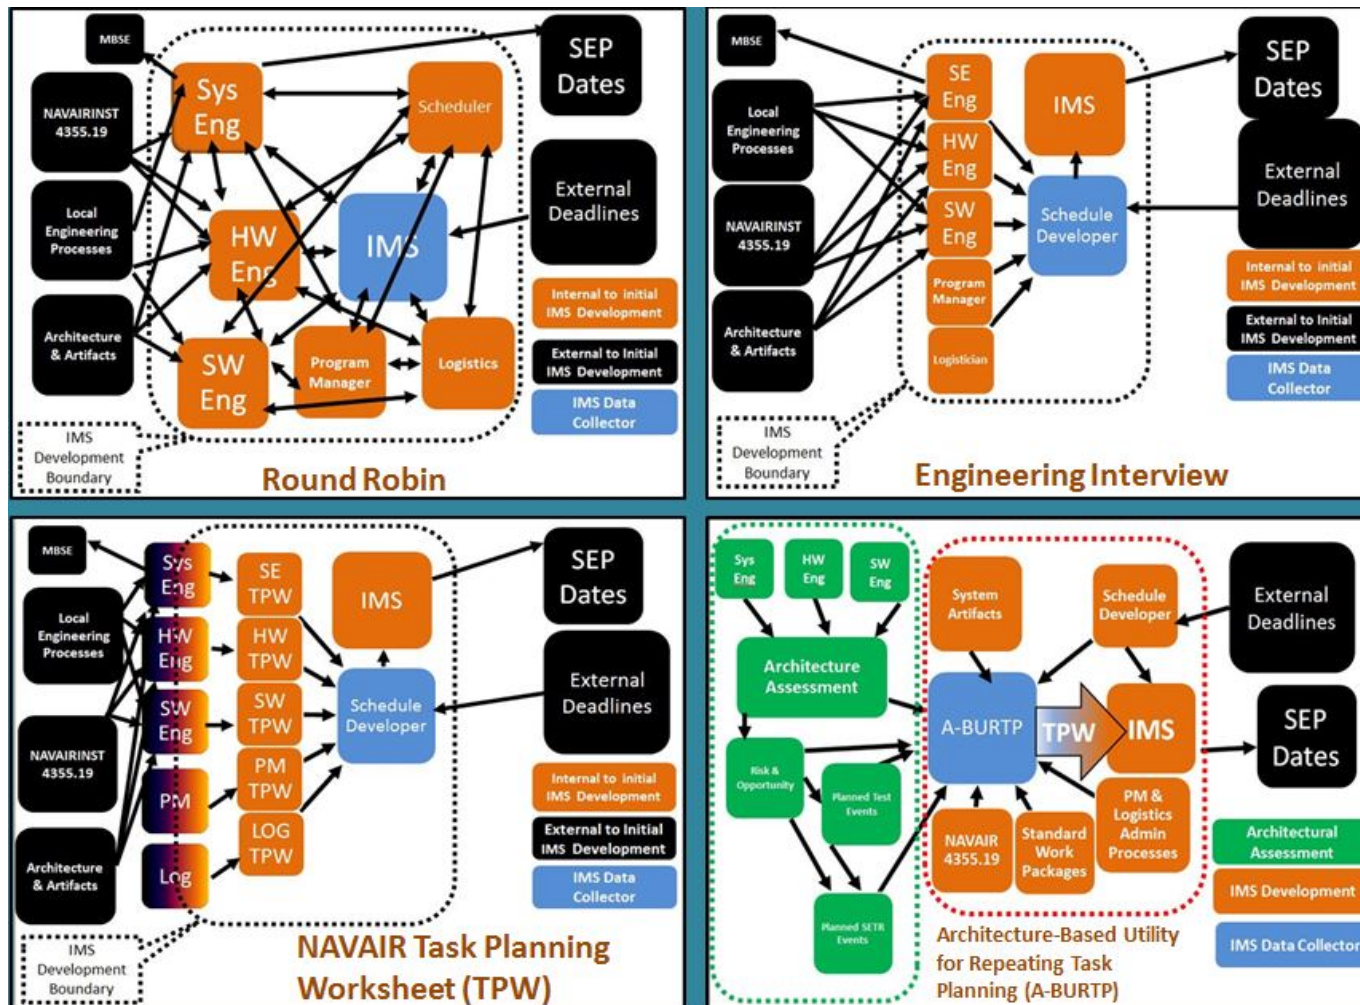 MBSE
NAVAIRINST
4355.19
Local
Engineering
Processes
Architecture
& Artifacts
Sys
Eng
HW
Eng
SW
Eng
Scheduler
IMS
Program
Manager
Logistics
SEP
Dates
External
Deadlines
Internal to initial
IMS Development
External to Initial
IMS Development
IMS Data
Collector
IMS
Development
Boundary
Round Robin
MBSE
Local
Engineering
Processes
NAVAIRINST
4355.19
Architecture
& Artifacts
SE
Eng
HW
Eng
SW
Eng
Program
Manager
Logistician
IMS
Schedule
Developer
SEP
Dates
External
Deadlines
Internal to initial
IMS Development
External to Initial
IMS Development
IMS Data
Collector
IMS
Development
Boundary
Engineering Interview
MBSE
Local
Engineering
Processes
NAVAIRINST
4355.19
Architecture
& Artifacts
Sys
Eng
HW
Eng
SW
Eng
PM
Log
SE
TPW
HW
TPW
SW
TPW
PM
TPW
LOG
TPW
IMS
Schedule
Developer
SEP
Dates
External
Deadlines
Internal to initial
IMS Development
External to Initial
IMS Development
IMS Data
Collector
IMS
Development
Boundary
NAVAIR Task Planning
Worksheet (TPW)
Sys
Eng
HW
Eng
SW
Eng
Architecture
Assessment
Risk &
Opportunity
Planned Test
Events
Planned SETR
Events
System
Artifacts
Schedule
Developer
A-BURTP
TPW
IMS
NAVAIR
4355.19
Standard
Work
Packages
PM &
Logistics
Admin
Processes
External
Deadlines
SEP
Dates
Architectural
Assessment
IMS Development
IMS Data Collector
Architecture-Based Utility
for Repeating Task
Planning (A-BURTP)